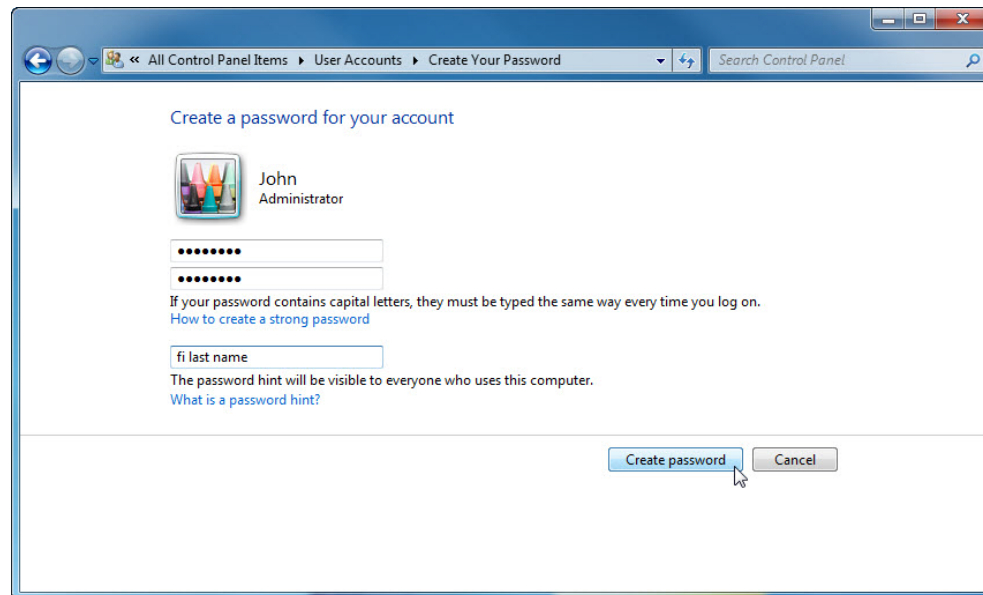 « All Control Panel Items ▸ User Accounts ▸ Create Your Password
Search Control Panel
Create a password for your account
John
Administrator
••••••••
••••••••
If your password contains capital letters, they must be typed the same way every time you log on.
How to create a strong password
fi last name
The password hint will be visible to everyone who uses this computer.
What is a password hint?
Create password
Cancel